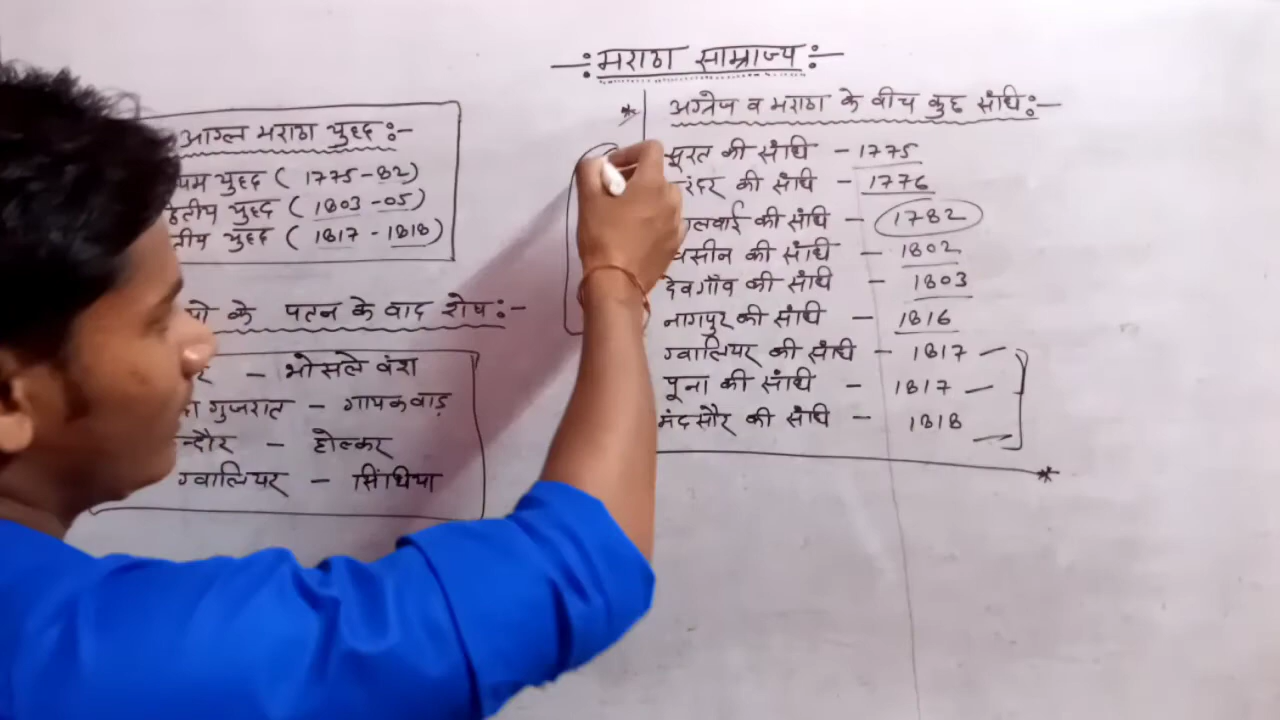 -: मराठा साम्राज्य :-
आंग्ल मराठा युद्ध :-
युद्ध ( 1775-82)
युद्ध ( 1803 -05)
युद्ध ( 1817 - 1818)
के पतन के बाद शेष :-
- भोसले वंश
गुजरात - गायकवाड़
- होल्कर
ग्वालियर - सिंधिया
* अंग्रेज व मराठा के बीच कुछ संधि :-
सूरत की संधि - 1775
की संधि - 1776
की संधि - 1782
की संधि - 1802
देवगाँव की संधि - 1803
नागपुर की संधि - 1816
ग्वालियर की संधि - 1817
पूना की संधि - 1817
मंदसौर की संधि - 1818